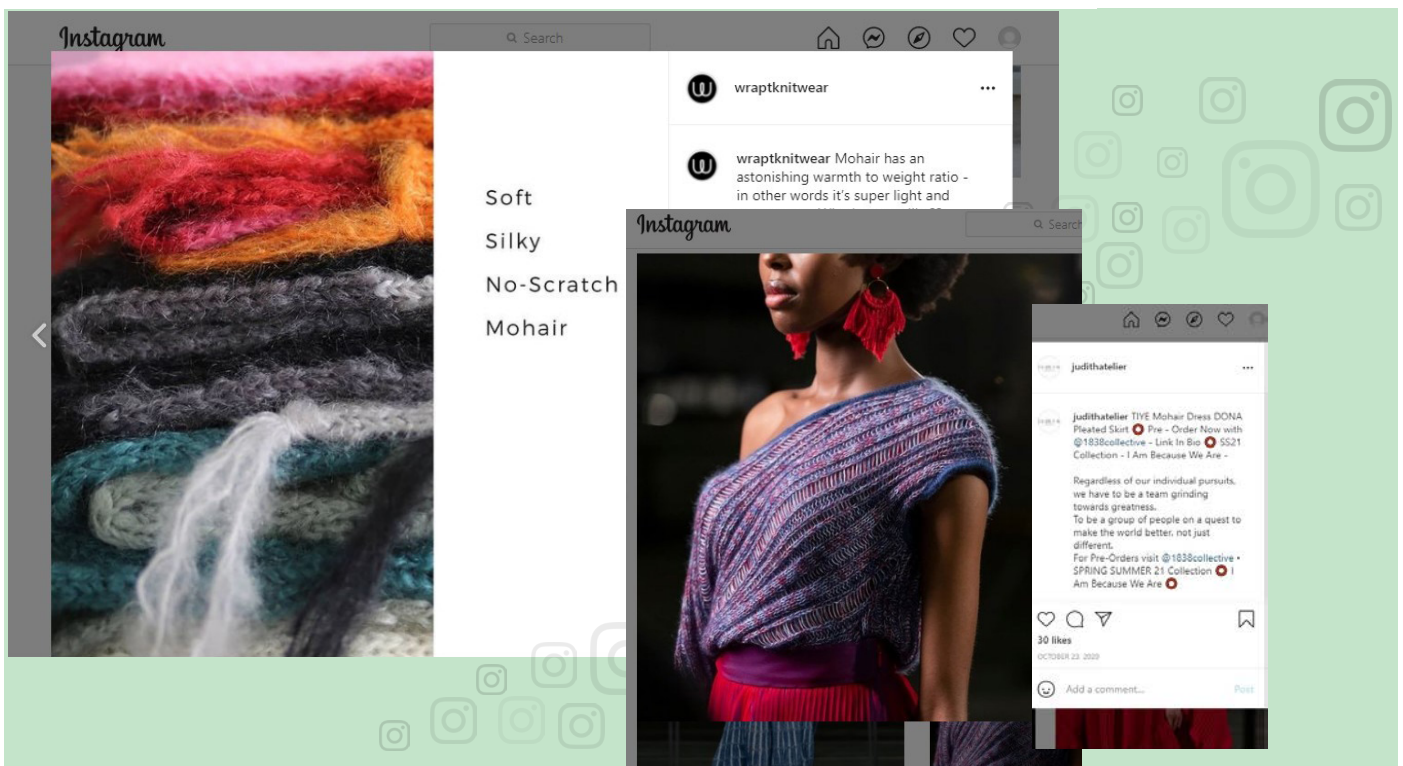 Instagram
Search
wraptknitwear
wraptknitwear Mohair has an
astonishing warmth to weight ratio -
in other words it's super light and
Soft
Silky
No-Scratch
Mohair
Instagram
Search
judithatelier
judithatelier TIYE Mohair Dress DONA
Pleated Skirt ⭕ Pre - Order Now with
@1838collective - Link In Bio ⭕ SS21
Collection - I Am Because We Are -
Regardless of our individual pursuits,
we have to be a team grinding
towards greatness.
To be a group of people on a quest to
make the world better, not just
different.
For Pre-Orders visit @1838collective •
SPRING SUMMER 21 Collection ⭕ I
Am Because We Are ⭕
30 likes
OCTOBER 23, 2020
Add a comment...
Post